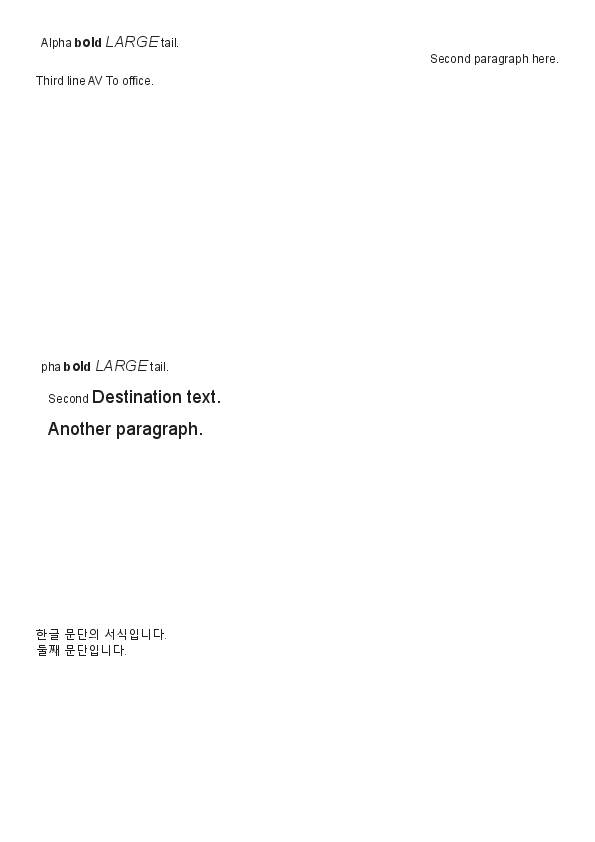 Alpha bold LARGE tail.
Second paragraph here.
Third line AV To office.
pha bold LARGE tail.
Second Destination text.
Another paragraph.
한글 문단의 서식입니다.
둘째 문단입니다.